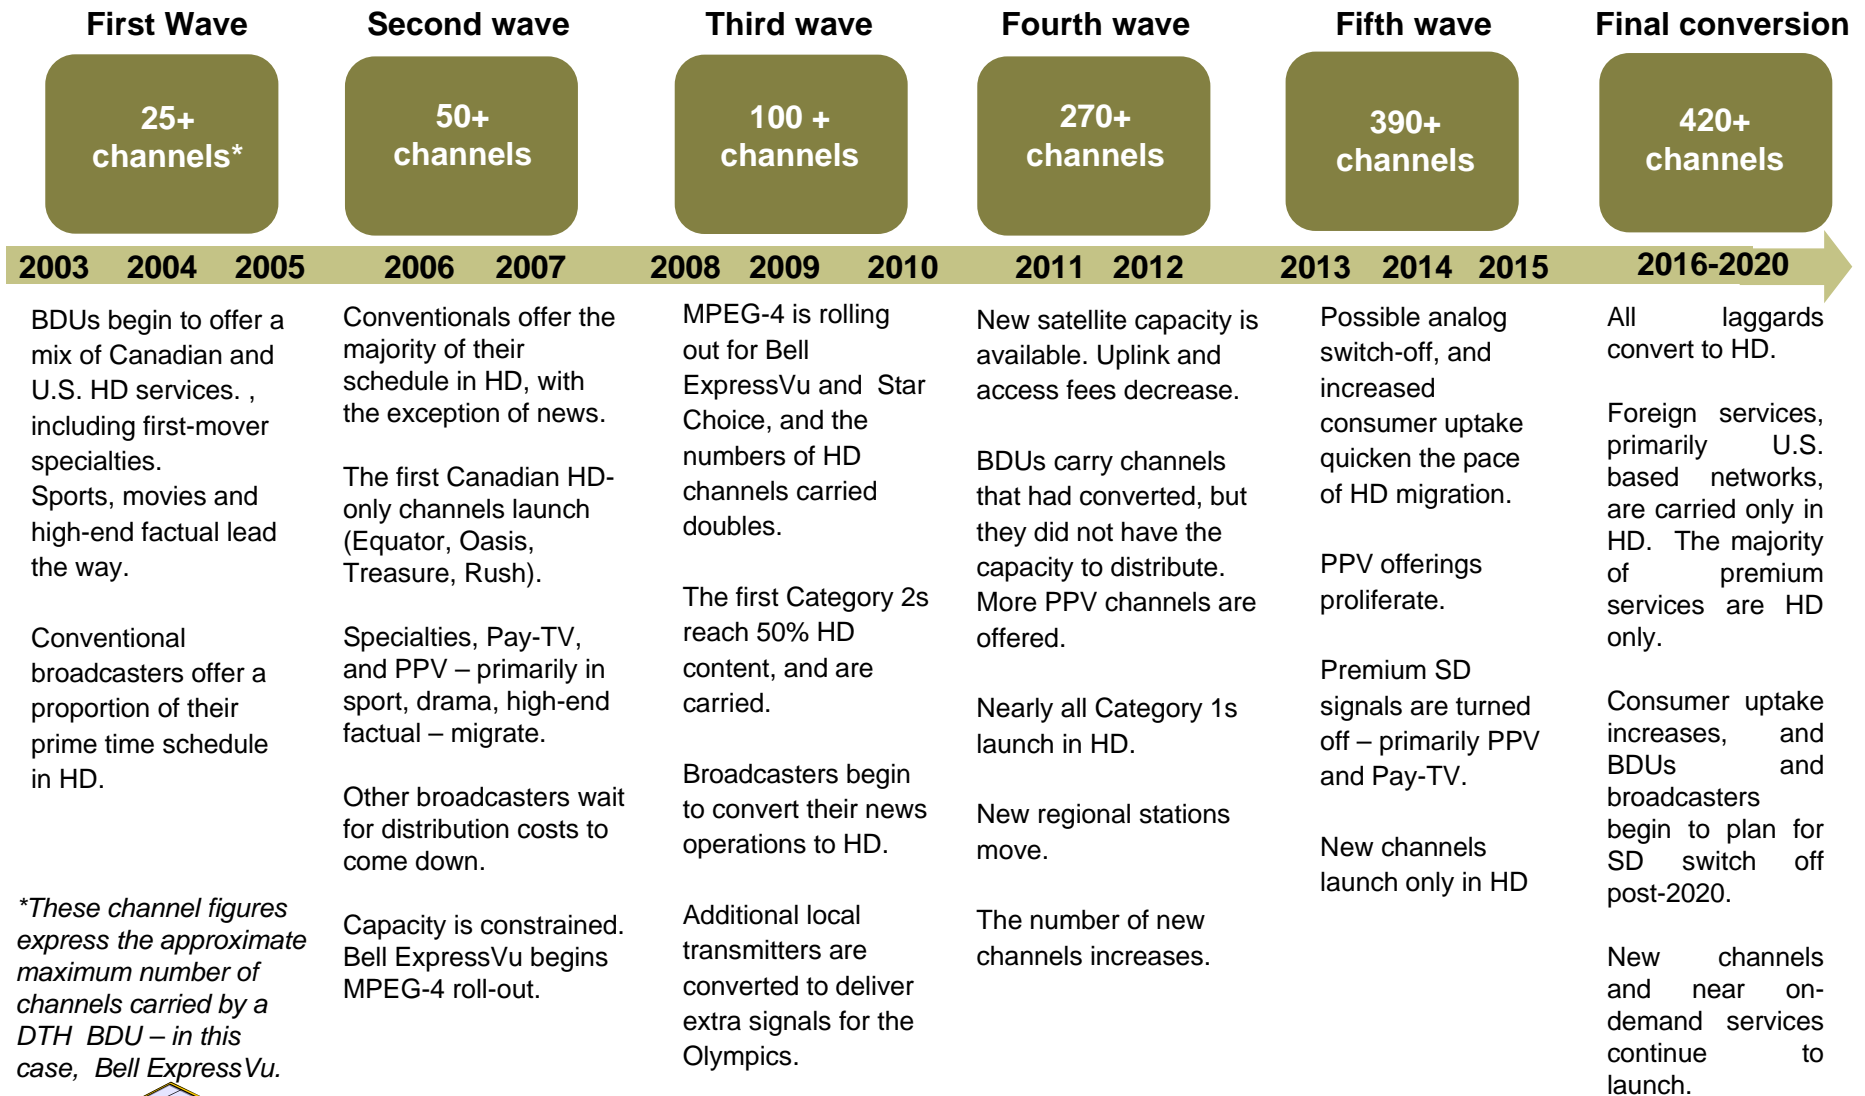 First Wave
Second wave
Third wave
Fourth wave
Fifth wave
Final conversion
25+
channels*
50+
channels
100 +
channels
270+
channels
390+
channels
420+
channels
2003 2004 2005 2006 2007 2008 2009 2010 2011 2012 2013 2014 2015 2016-2020
BDUs begin to offer a
mix of Canadian and
U.S. HD services. ,
including first-mover
specialties.
Sports, movies and
high-end factual lead
the way.
Conventional
broadcasters offer a
proportion of their
prime time schedule
in HD.
*These channel figures
express the approximate
maximum number of
channels carried by a
DTH BDU – in this
case, Bell ExpressVu.
Conventionals offer the
majority of their
schedule in HD, with
the exception of news.
The first Canadian HD-
only channels launch
(Equator, Oasis,
Treasure, Rush).
Specialties, Pay-TV,
and PPV – primarily in
sport, drama, high-end
factual – migrate.
Other broadcasters wait
for distribution costs to
come down.
Capacity is constrained.
Bell ExpressVu begins
MPEG-4 roll-out.
MPEG-4 is rolling
out for Bell
ExpressVu and Star
Choice, and the
numbers of HD
channels carried
doubles.
The first Category 2s
reach 50% HD
content, and are
carried.
Broadcasters begin
to convert their news
operations to HD.
Additional local
transmitters are
converted to deliver
extra signals for the
Olympics.
New satellite capacity is
available. Uplink and
access fees decrease.
BDUs carry channels
that had converted, but
they did not have the
capacity to distribute.
More PPV channels are
offered.
Nearly all Category 1s
launch in HD.
New regional stations
move.
The number of new
channels increases.
Possible analog
switch-off, and
increased
consumer uptake
quicken the pace
of HD migration.
PPV offerings
proliferate.
Premium SD
signals are turned
off – primarily PPV
and Pay-TV.
New channels
launch only in HD
All laggards
convert to HD.
Foreign services,
primarily U.S.
based networks,
are carried only in
HD. The majority
of premium
services are HD
only.
Consumer uptake
increases, and
BDUs and
broadcasters
begin to plan for
SD switch off
post-2020.
New channels
and near on-
demand services
continue to
launch.